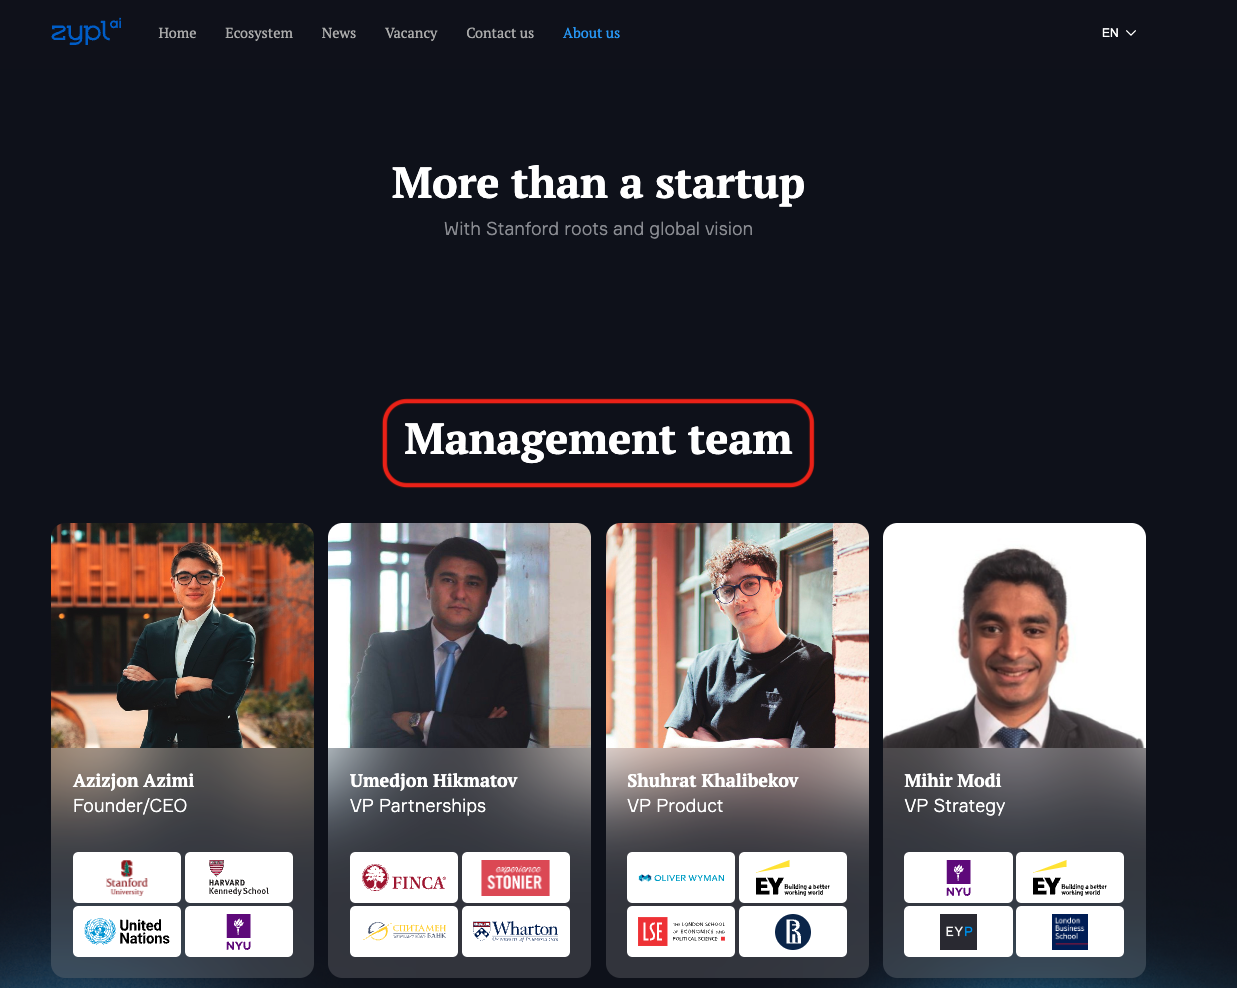 zypl ai
Home Ecosystem News Vacancy Contact us About us EN
More than a startup
With Stanford roots and global vision
Management team
Azizjon Azimi
Founder/CEO
Stanford
University
HARVARD
Kennedy School
United
Nations
NYU
Umedjon Hikmatov
VP Partnerships
FINCA®
experience
STONIER
СПИТАМЕН
БАНК
Wharton
Shuhrat Khalibekov
VP Product
OLIVER WYMAN
EY Building a better
working world
LSE THE LONDON SCHOOL
OF ECONOMICS AND
POLITICAL SCIENCE
Mihir Modi
VP Strategy
NYU
EY Building a better
working world
EYP
London
Business
School